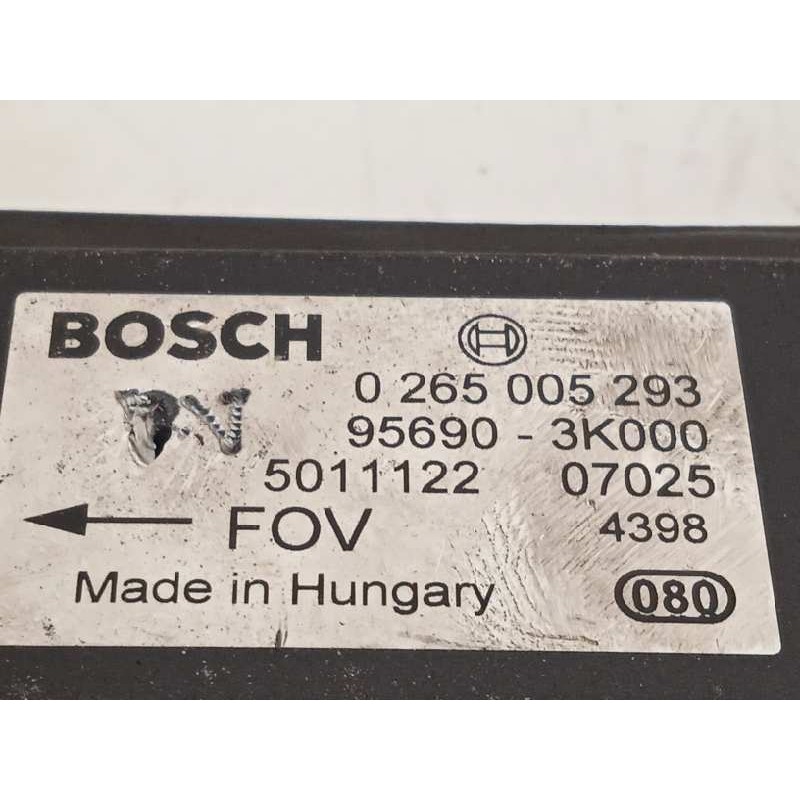 BOSCH
0 265 005 293
95690 - 3K000
5011122 07025
FOV 4398
Made in Hungary 080